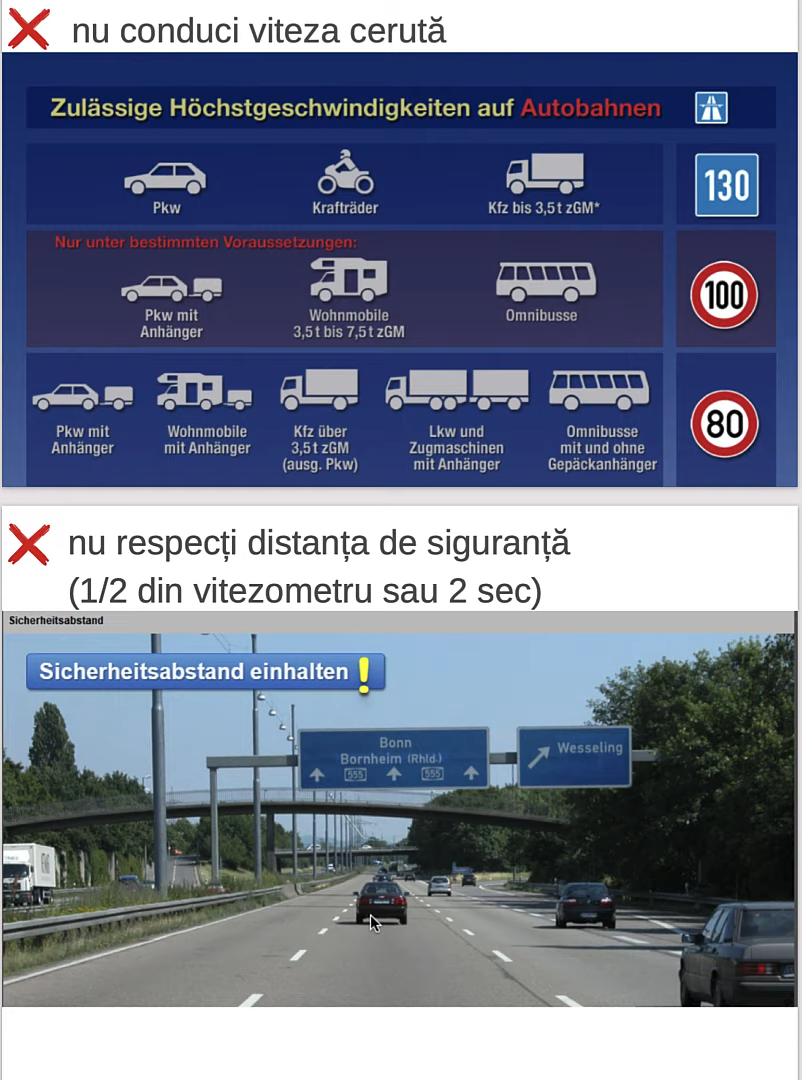 nu conduci viteza cerută
Zulässige Höchstgeschwindigkeiten auf Autobahnen
Pkw
Krafträder
Kfz bis 3,5 t zGM*
130
Nur unter bestimmten Voraussetzungen:
Pkw mit
Anhänger
Wohnmobile
3,5 t bis 7,5 t zGM
Omnibusse
100
Pkw mit
Anhänger
Wohnmobile
mit Anhänger
Kfz über
3,5 t zGM
(ausg. Pkw)
Lkw und
Zugmaschinen
mit Anhänger
Omnibusse
mit und ohne
Gepäckanhänger
80
nu respecți distanța de siguranță
(1/2 din vitezometru sau 2 sec)
Sicherheitsabstand
Sicherheitsabstand einhalten !
Bonn
Bornheim (Rhld.)
555 555
Wesseling